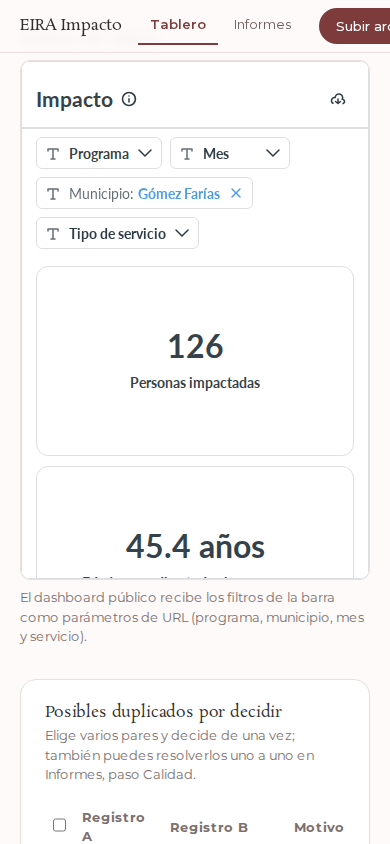 EIRA Impacto Tablero Informes Subir
Impacto
Programa Mes
Municipio: Gómez Farías
Tipo de servicio
126
Personas impactadas
45.4 años
El dashboard público recibe los filtros de la barra
como parámetros de URL (programa, municipio, mes
y servicio).
Posibles duplicados por decidir
Elige varios pares y decide de una vez;
también puedes resolverlos uno a uno en
Informes, paso Calidad.
Registro A Registro B Motivo